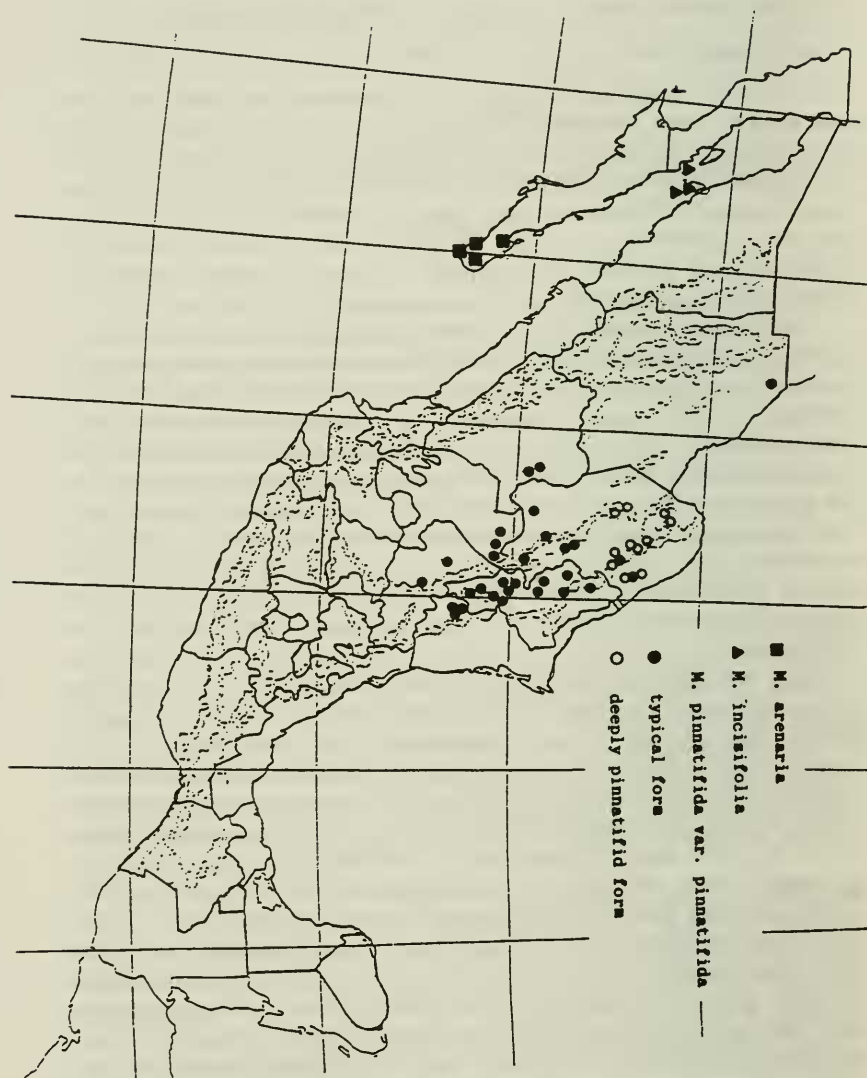 ■ M. arenaria
▲ M. incisifolia
M. pinnatifida var. pinnatifida
● typical form
○ deeply pinnatifid form